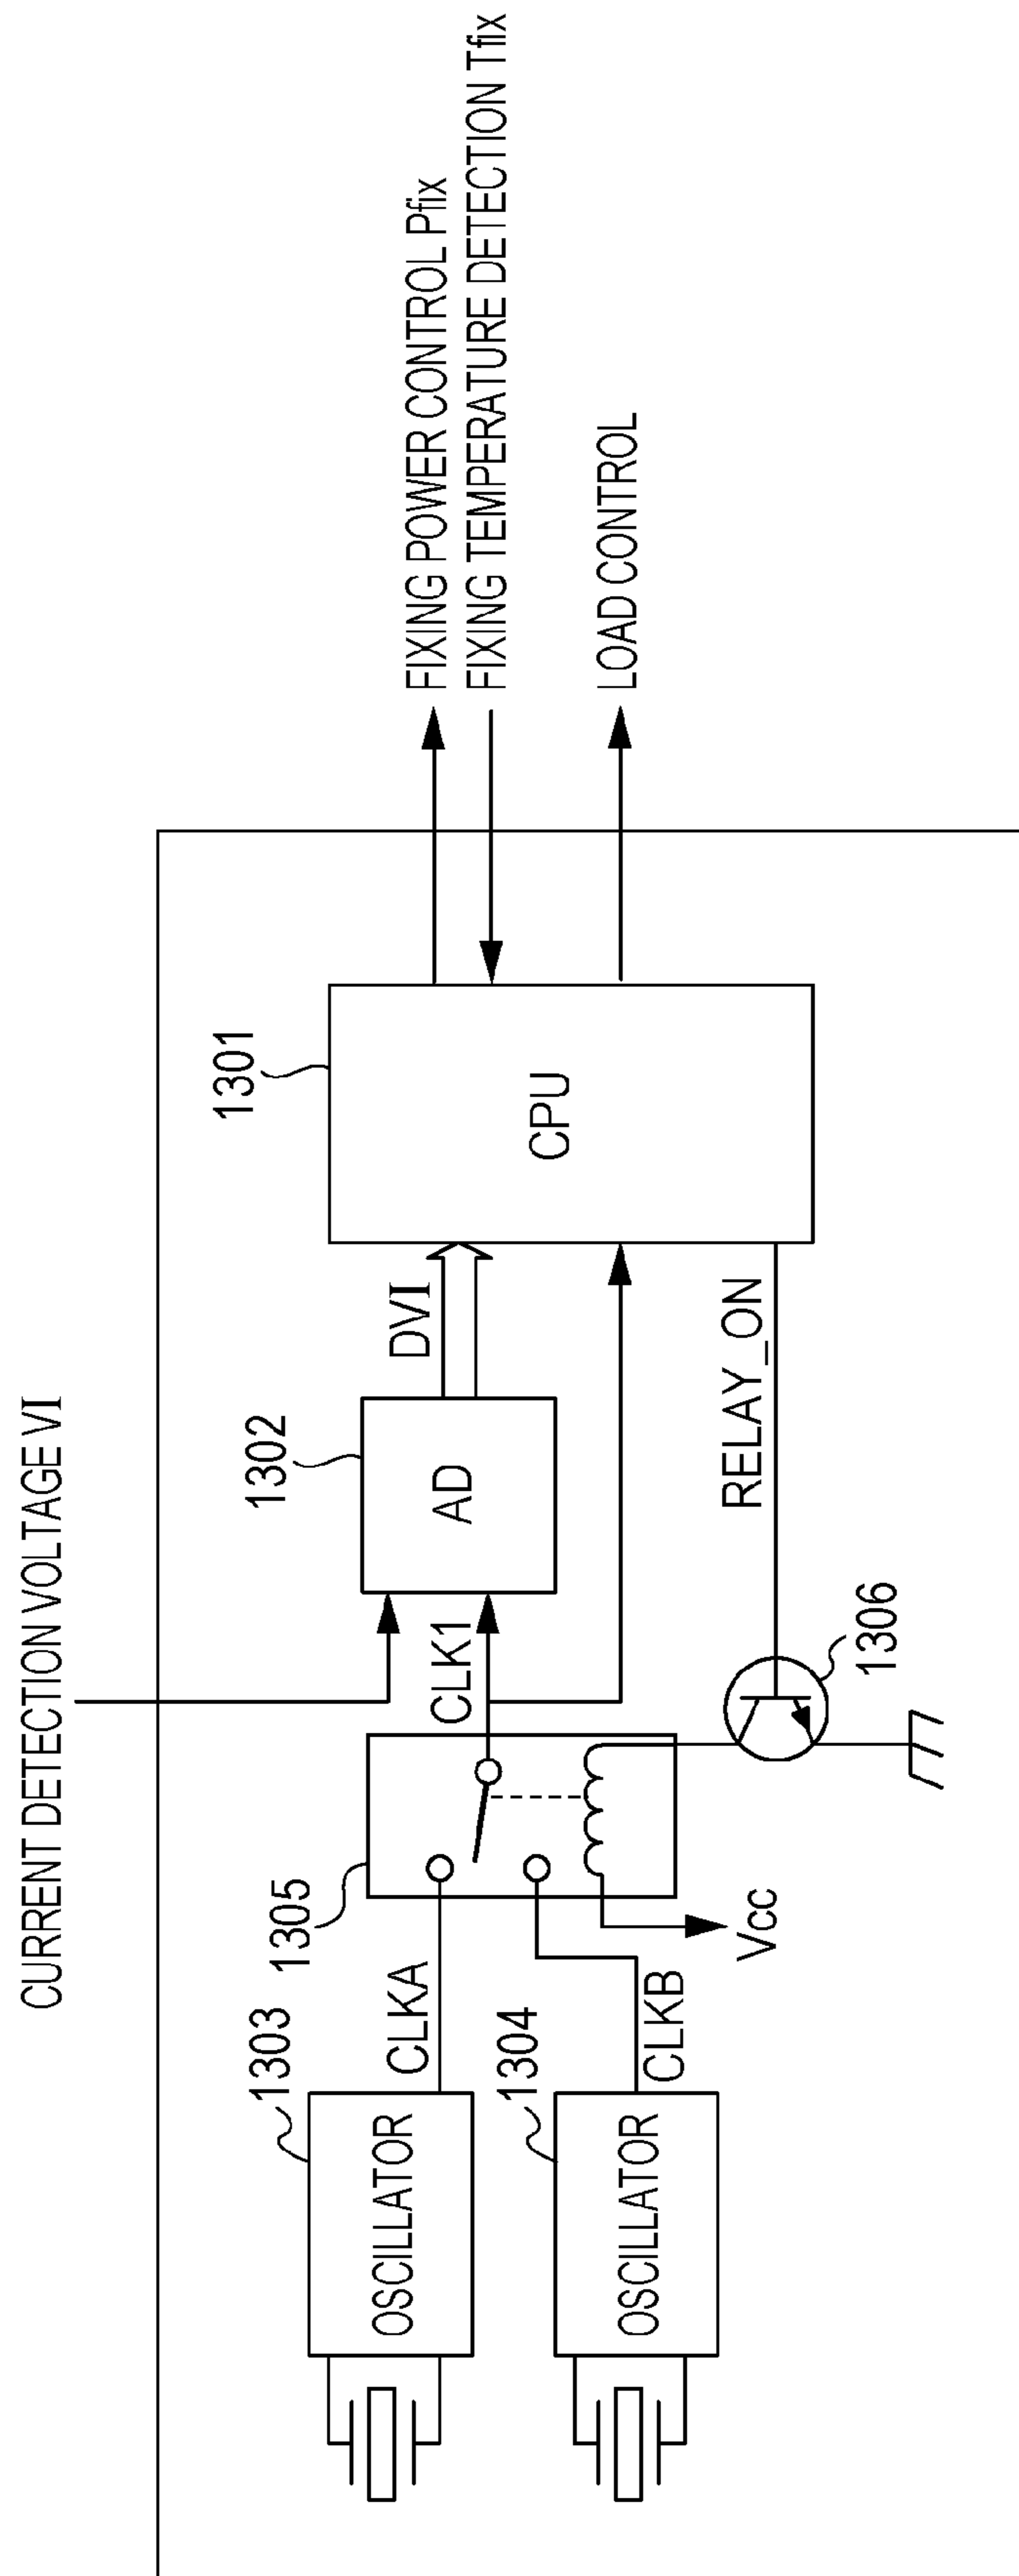 CURRENT DETECTION VOLTAGE VI
1303
OSCILLATOR
CLKA
1304
OSCILLATOR
CLKB
1305
Vcc
CLK1
1302
AD
DVI
1301
CPU
RELAY_ON
1306
FIXING POWER CONTROL Pfix
FIXING TEMPERATURE DETECTION Tfix
LOAD CONTROL